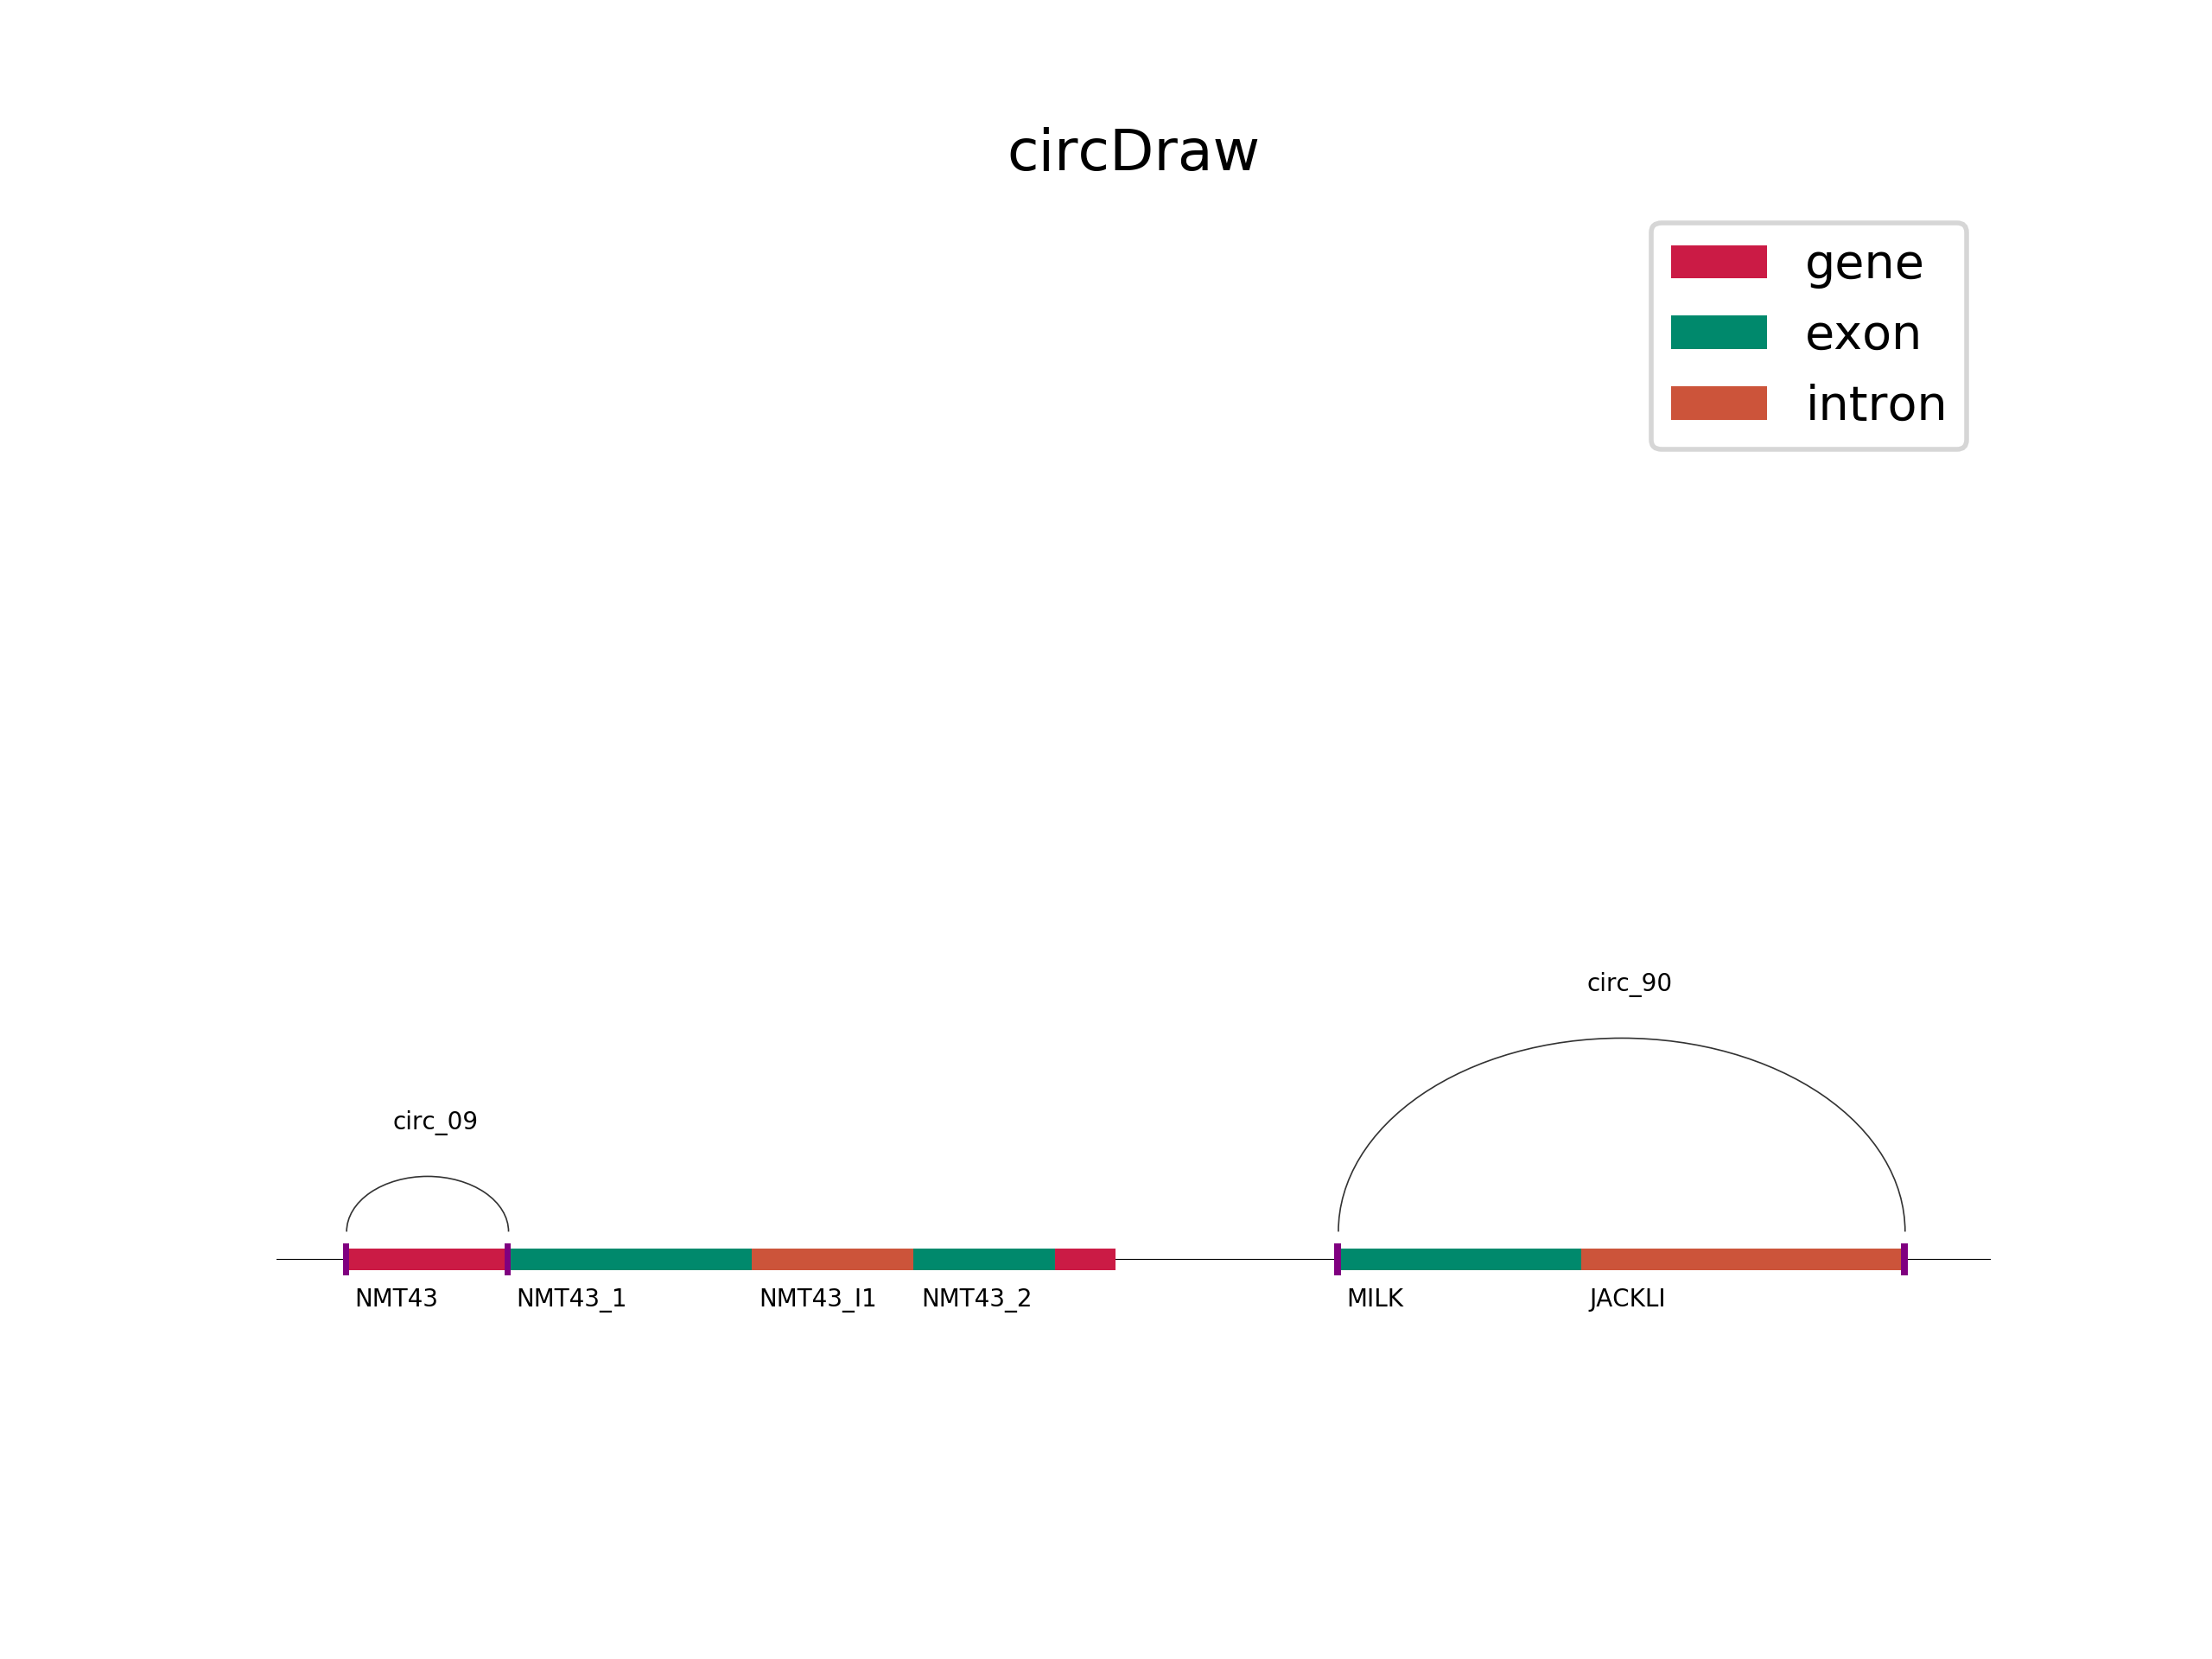 circDraw
gene
exon
intron
circ_90
circ_09
NMT43
NMT43_1
NMT43_I1
NMT43_2
MILK
JACKLI